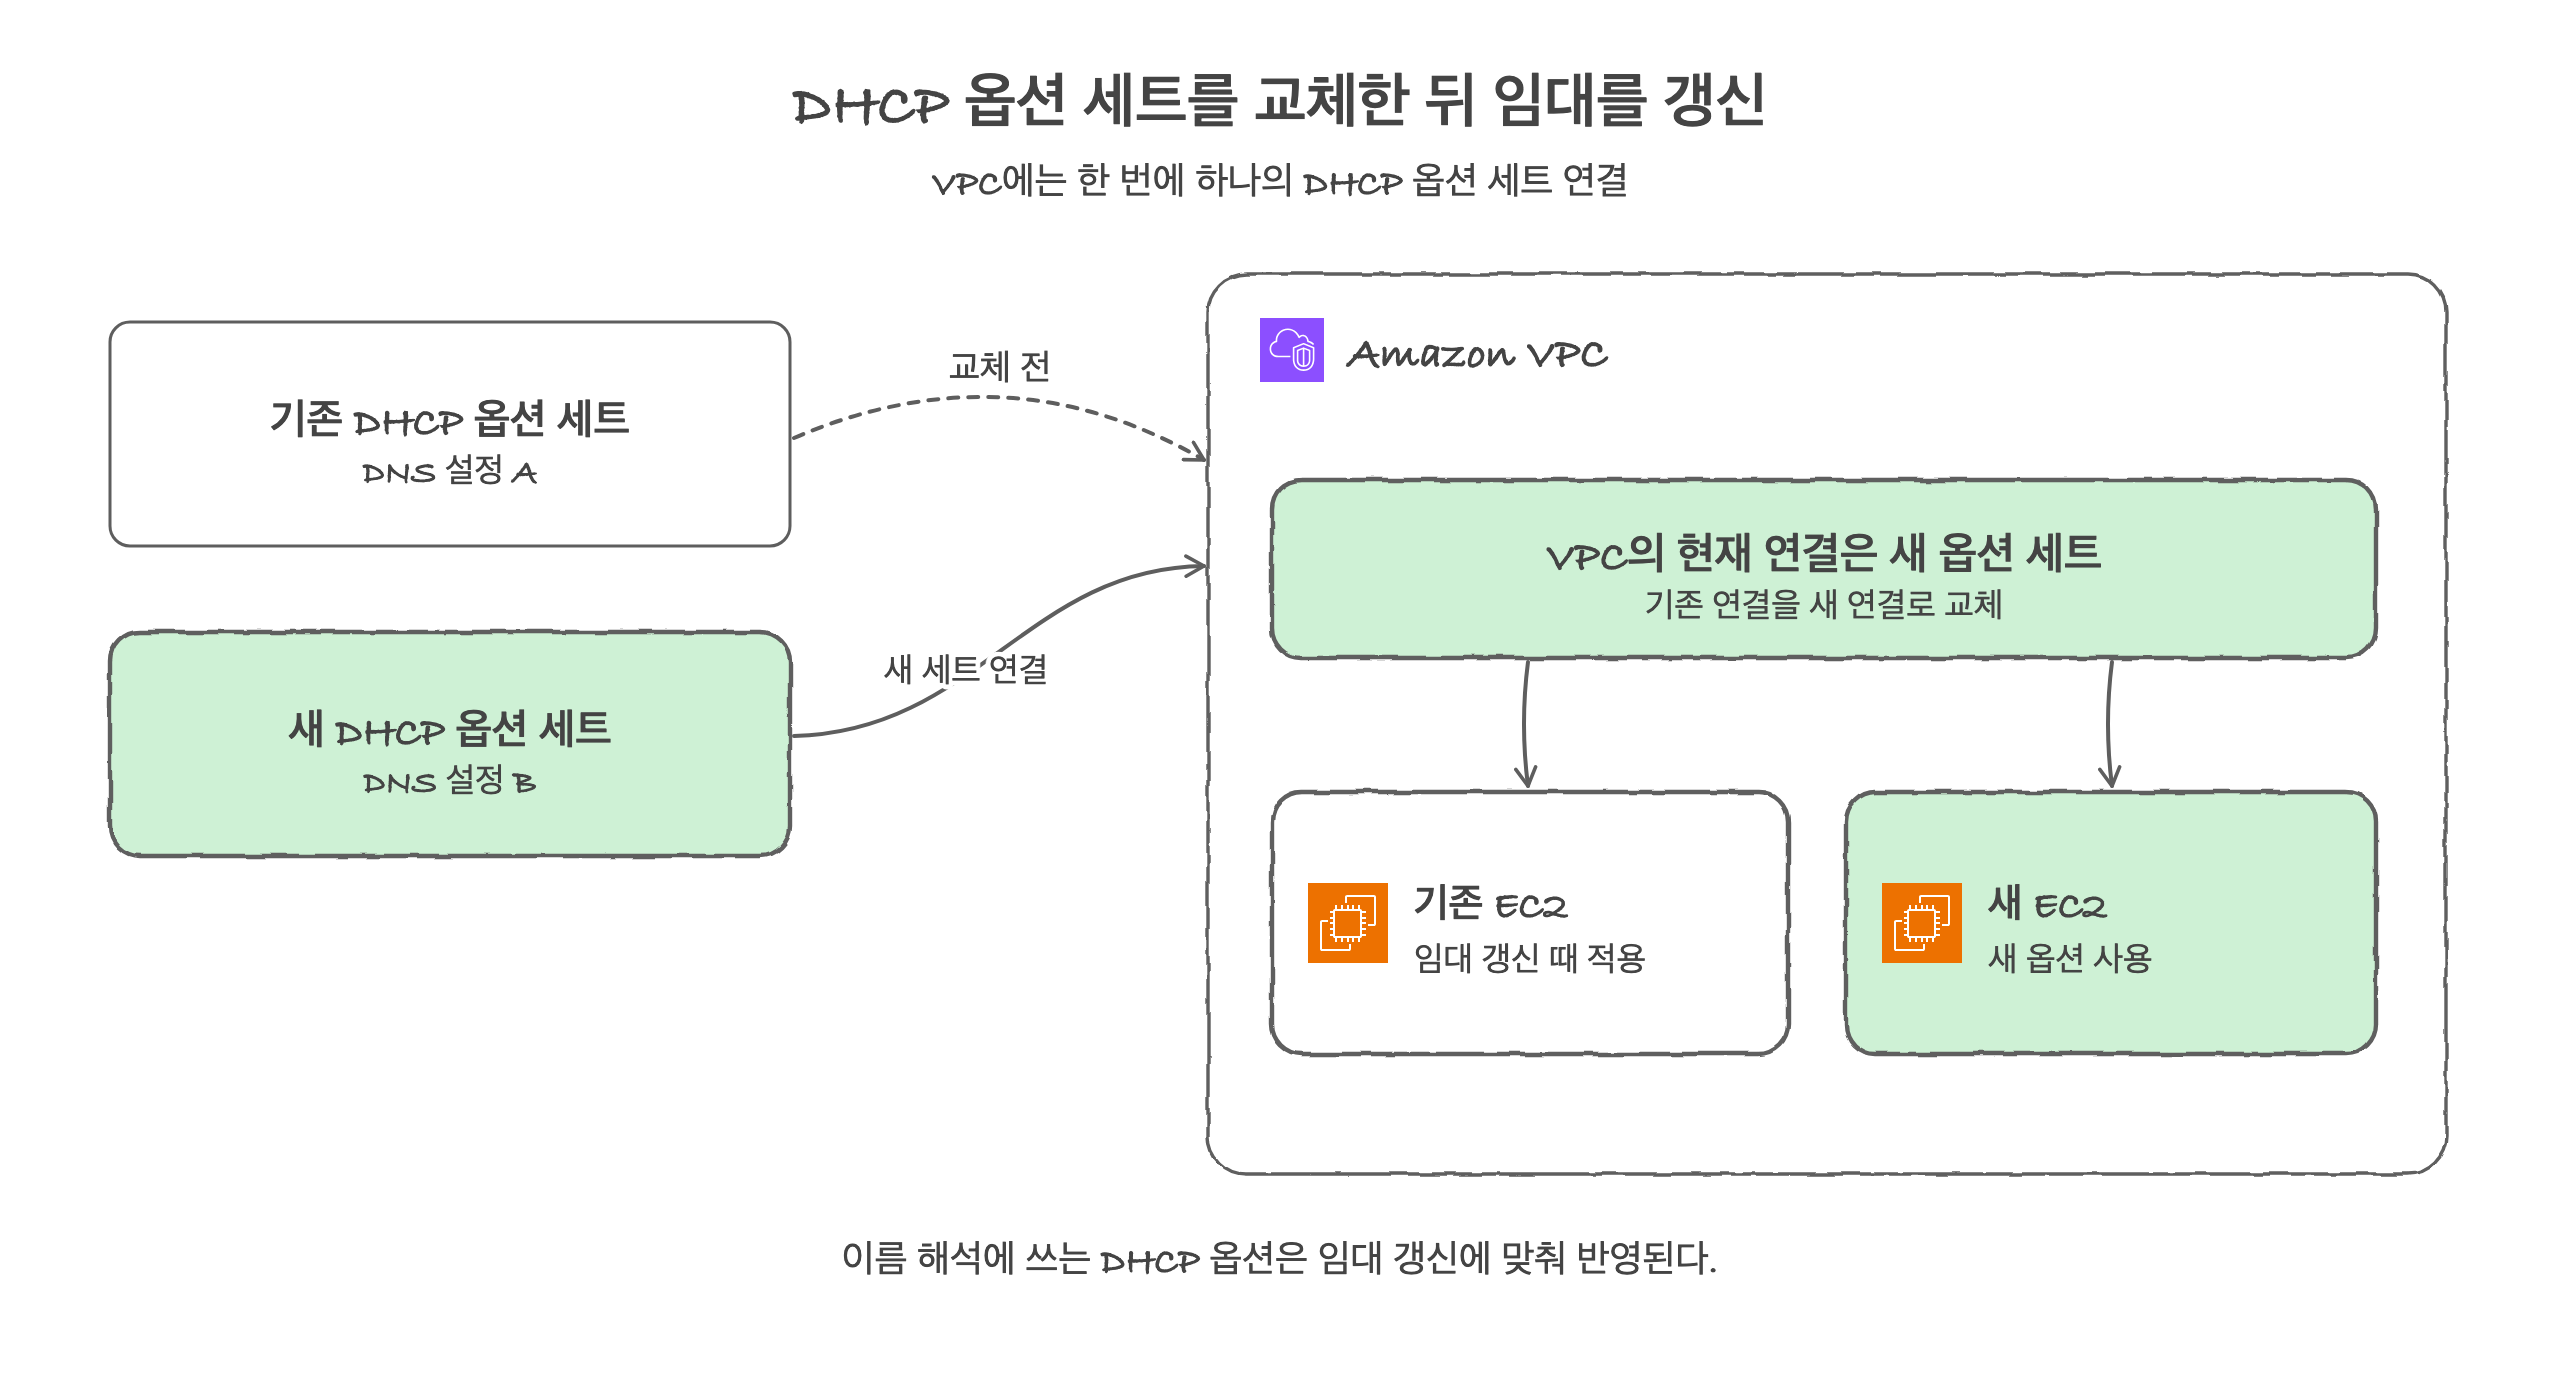 DHCP 옵션 세트를 교체한 뒤 임대를 갱신
VPC에는 한 번에 하나의 DHCP 옵션 세트 연결
기존 DHCP 옵션 세트
DNS 설정 A
교체 전
새 DHCP 옵션 세트
DNS 설정 B
새 세트 연결
Amazon VPC
VPC의 현재 연결은 새 옵션 세트
기존 연결을 새 연결로 교체
기존 EC2
임대 갱신 때 적용
새 EC2
새 옵션 사용
이름 해석에 쓰는 DHCP 옵션은 임대 갱신에 맞춰 반영된다.